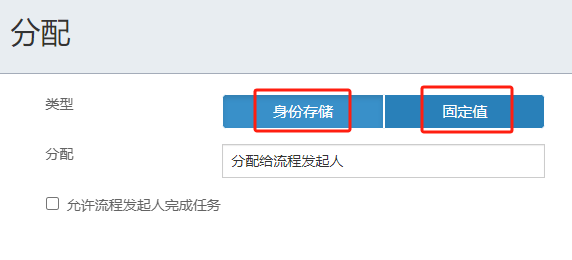 分配
类型 身份存储 固定值
分配 分配给流程发起人
允许流程发起人完成任务